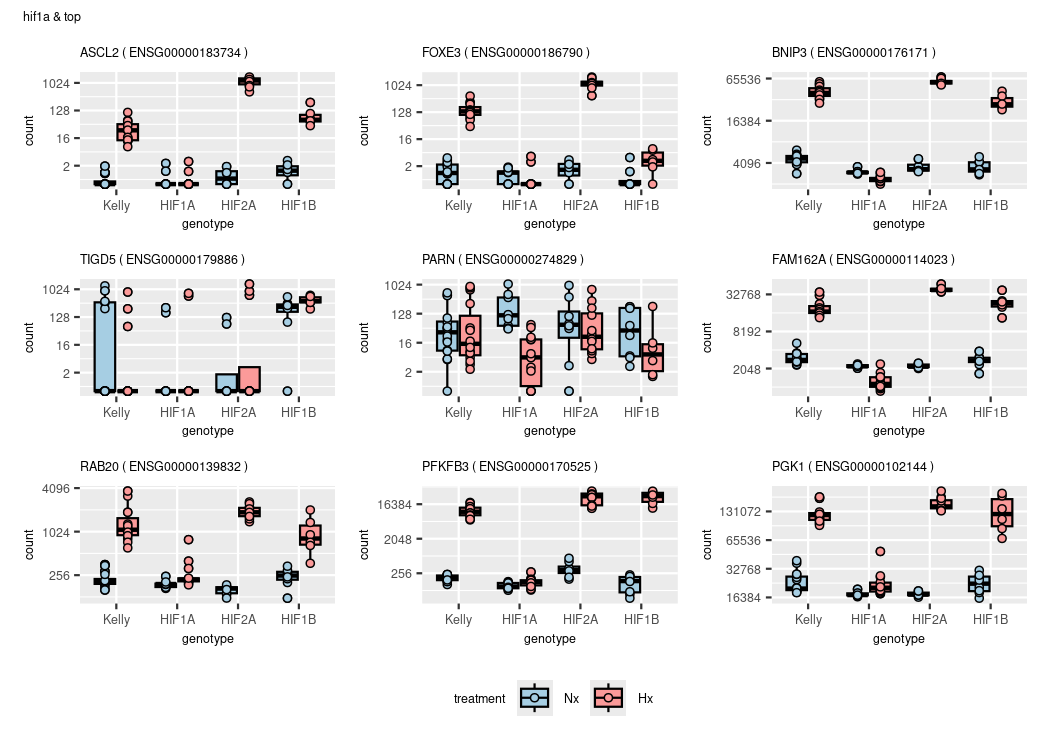 hif1a & top
ASCL2 ( ENSG00000183734 )
FOXE3 ( ENSG00000186790 )
BNIP3 ( ENSG00000176171 )
count
1024
128
16
2
Kelly HIF1A HIF2A HIF1B
genotype
count
1024
128
16
2
Kelly HIF1A HIF2A HIF1B
genotype
count
65536
16384
4096
Kelly HIF1A HIF2A HIF1B
genotype
TIGD5 ( ENSG00000179886 )
PARN ( ENSG00000274829 )
FAM162A ( ENSG00000114023 )
count
1024
128
16
2
Kelly HIF1A HIF2A HIF1B
genotype
count
1024
128
16
2
Kelly HIF1A HIF2A HIF1B
genotype
count
32768
8192
2048
Kelly HIF1A HIF2A HIF1B
genotype
RAB20 ( ENSG00000139832 )
PFKFB3 ( ENSG00000170525 )
PGK1 ( ENSG00000102144 )
count
4096
1024
256
Kelly HIF1A HIF2A HIF1B
genotype
count
16384
2048
256
Kelly HIF1A HIF2A HIF1B
genotype
count
131072
65536
32768
16384
Kelly HIF1A HIF2A HIF1B
genotype
treatment Nx Hx